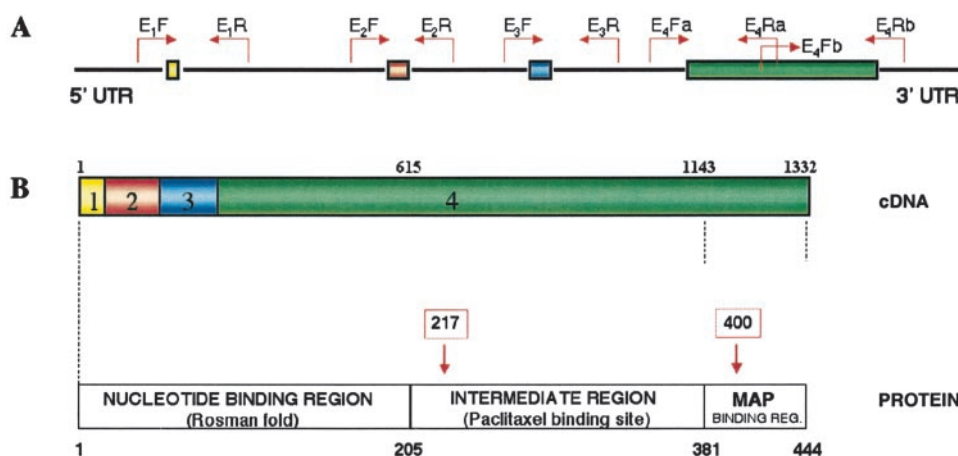 A
E1F E1R E2F E2R E3F E3R E4Fa E4Ra E4Rb
E4Fb
5' UTR 3' UTR
1 615 1143 1332
B 1 2 3 4 cDNA
217 400
NUCLEOTIDE BINDING REGION INTERMEDIATE REGION MAP PROTEIN
(Rosman fold) (Paclitaxel binding site) BINDING REG.
1 205 381 444